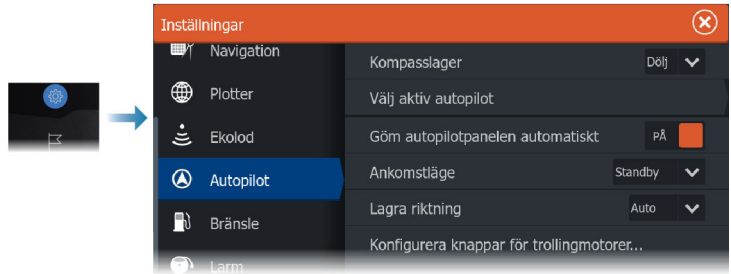 Inställningar
Navigation
Plotter
Ekolod
Autopilot
Bränsle
Larm
Kompasslager Dölj
Välj aktiv autopilot
Göm autopilotpanelen automatiskt PÅ
Ankomstläge Standby
Lagra riktning Auto
Konfigurera knappar för trollingmotorer...